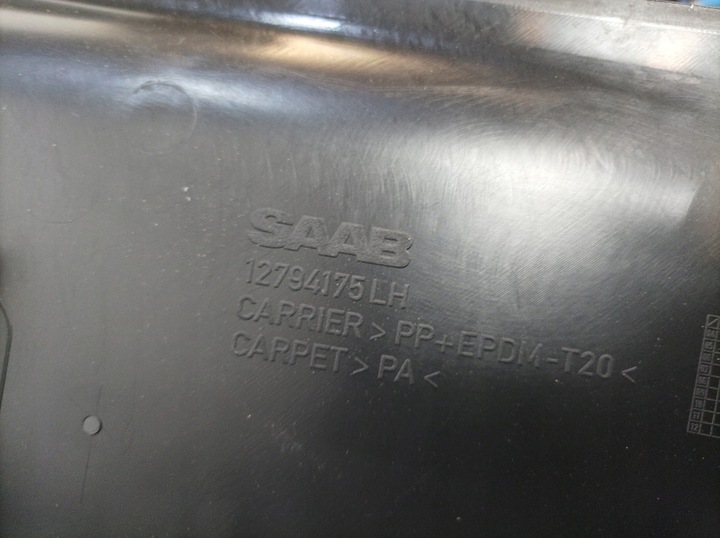 SAAB
12794175 LH
CARRIER > PP+EPDM-T20 <
CARPET > PA <